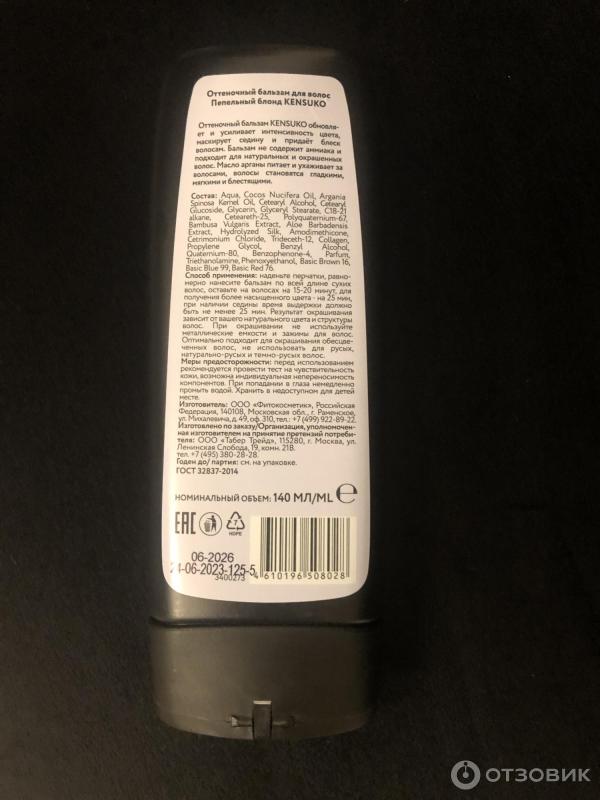 Оттеночный бальзам для волос
Пепельный блонд KENSUKO
Оттеночный бальзам KENSUKO обновля-
ет и усиливает интенсивность цвета,
маскирует седину и придаёт блеск
волосам. Бальзам не содержит аммиака и
подходит для натуральных и окрашенных
волос. Масло арганы питает и ухаживает за
волосами, волосы становятся гладкими,
мягкими и блестящими.
Состав: Aqua, Cocos Nucifera Oil, Argania
Spinosa Kernel Oil, Cetearyl Alcohol, Cetearyl
Glucoside, Glycerin, Glyceryl Stearate, C18-21
alkane, Ceteareth-25, Polyquaternium-67,
Bambusa Vulgaris Extract, Aloe Barbadensis
Extract, Hydrolyzed Silk, Amodimethicone,
Cetrimonium Chloride, Trideceth-12, Collagen,
Propylene Glycol, Benzyl Alcohol,
Quaternium-80, Benzophenone-4, Parfum,
Triethanolamine, Phenoxyethanol, Basic Brown 16,
Basic Blue 99, Basic Red 76.
Способ применения: наденьте перчатки, равно-
мерно нанесите бальзам по всей длине сухих
волос, оставьте на волосах на 15-20 минут, для
получения более насыщенного цвета - на 25 мин,
при наличии седины время выдержки должно
быть не менее 25 мин. Результат окрашивания
зависит от вашего натурального цвета и структуры
волос. При окрашивании не используйте
металлические емкости и зажимы для волос.
Оптимально подходит для окрашивания обесцве-
ченных волос, не использовать для русых,
натурально-русых и темно-русых волос.
Меры предосторожности: перед использованием
рекомендуется провести тест на чувствительность
кожи, возможна индивидуальная непереносимость
компонентов. При попадании в глаза немедленно
промыть водой. Хранить в недоступном для детей
месте.
Изготовитель: ООО «Фитокосметик», Российская
Федерация, 140108, Московская обл., г. Раменское,
ул. Михалевича, д. 49, оф. 310, тел.: +7 (499) 922-89-22.
Изготовлено по заказу/Организация, уполномочен-
ная изготовителем на принятие претензий потреби-
теля: ООО «Табер Трейд», 115280, г. Москва, ул.
Ленинская Слобода, 19, комн. 21В.
тел. +7 (495) 380-28-28.
Годен до/ партия: см. на упаковке.
ГОСТ 32837-2014
НОМИНАЛЬНЫЙ ОБЪЕМ: 140 МЛ/ML ℮
EAC
7
HDPE
06-2026
24-06-2023-125-5
3400273
4 610196 508028
ОТЗОВИК